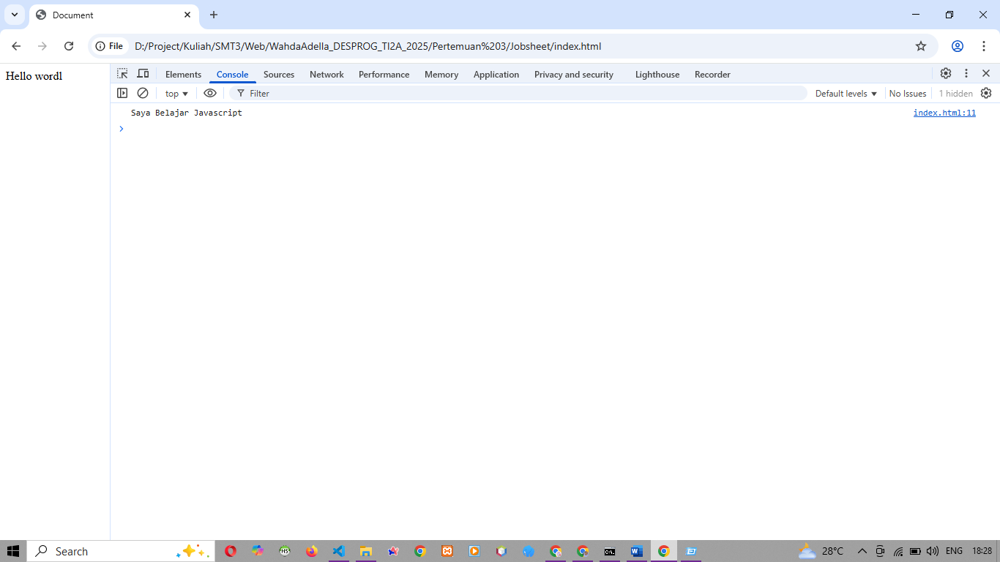 Document
File
D:/Project/Kuliah/SMT3/Web/WahdaAdella_DESPROG_TI2A_2025/Pertemuan%203/Jobsheet/index.html
Hello wordl
Elements Console Sources Network Performance Memory Application Privacy and security Lighthouse Recorder
top Filter Default levels No Issues 1 hidden
Saya Belajar Javascript index.html:11
Search 28°C ENG 18:28